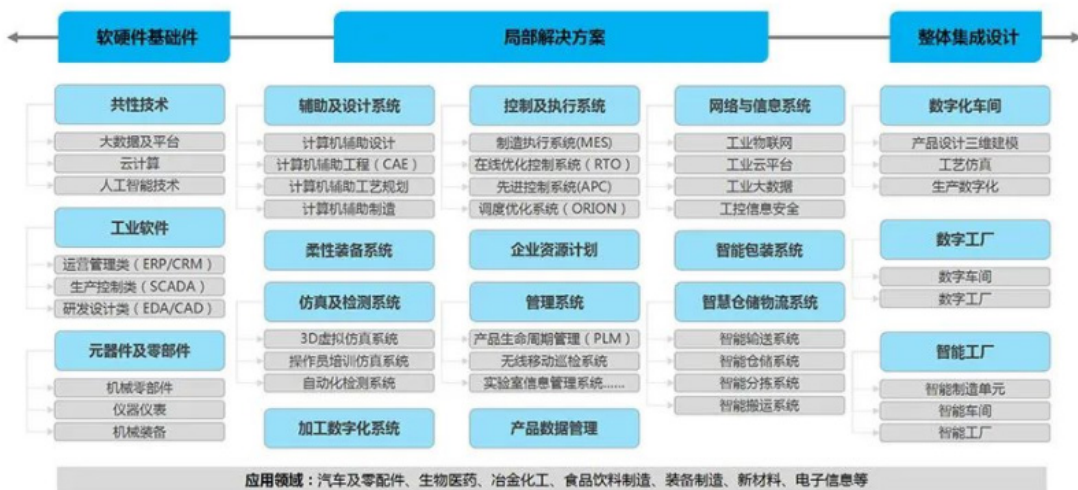 软硬件基础件
局部解决方案
整体集成设计
共性技术
大数据及平台
云计算
人工智能技术
工业软件
运营管理类（ERP/CRM）
生产控制类（SCADA）
研发设计类（EDA/CAD）
元器件及零部件
机械零部件
仪器仪表
机械装备
辅助及设计系统
计算机辅助设计
计算机辅助工程（CAE）
计算机辅助工艺规划
计算机辅助制造
柔性装备系统
仿真及检测系统
3D虚拟仿真系统
操作员培训仿真系统
自动化检测系统
加工数字化系统
控制及执行系统
制造执行系统(MES)
在线优化控制系统（RTO）
先进控制系统(APC)
调度优化系统（ORION）
企业资源计划
管理系统
产品生命周期管理（PLM）
无线移动巡检系统
实验室信息管理系统......
产品数据管理
网络与信息系统
工业物联网
工业云平台
工业大数据
工控信息安全
智能包装系统
智慧仓储物流系统
智能输送系统
智能仓储系统
智能分拣系统
智能搬运系统
数字化车间
产品设计三维建模
工艺仿真
生产数字化
数字工厂
数字车间
数字工厂
智能工厂
智能制造单元
智能车间
智能工厂
应用领域：汽车及零配件、生物医药、冶金化工、食品饮料制造、装备制造、新材料、电子信息等